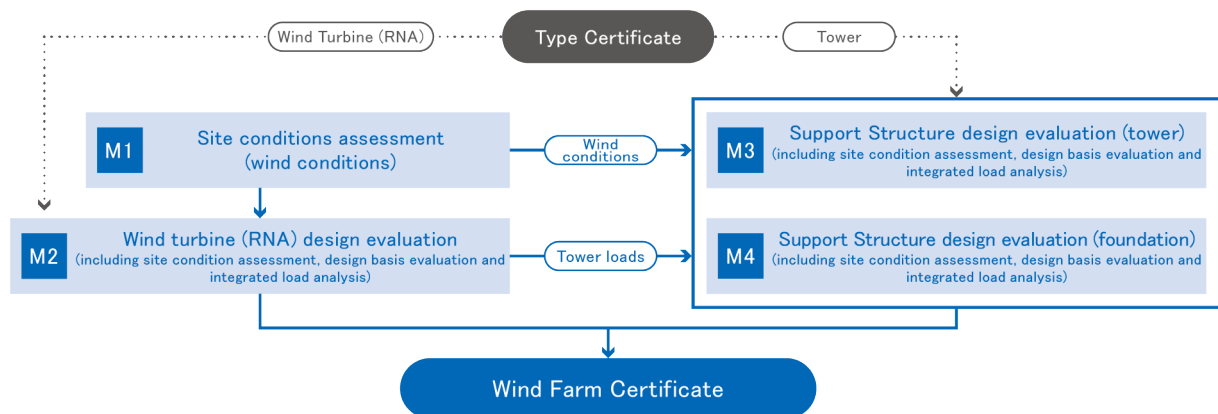 Wind Turbine (RNA)
Type Certificate
Tower
M1
Site conditions assessment
(wind conditions)
Wind
conditions
M3
Support Structure design evaluation (tower)
(including site condition assessment, design basis evaluation and
integrated load analysis)
M2
Wind turbine (RNA) design evaluation
(including site condition assessment, design basis evaluation and
integrated load analysis)
Tower loads
M4
Support Structure design evaluation (foundation)
(including site condition assessment, design basis evaluation and
integrated load analysis)
Wind Farm Certificate